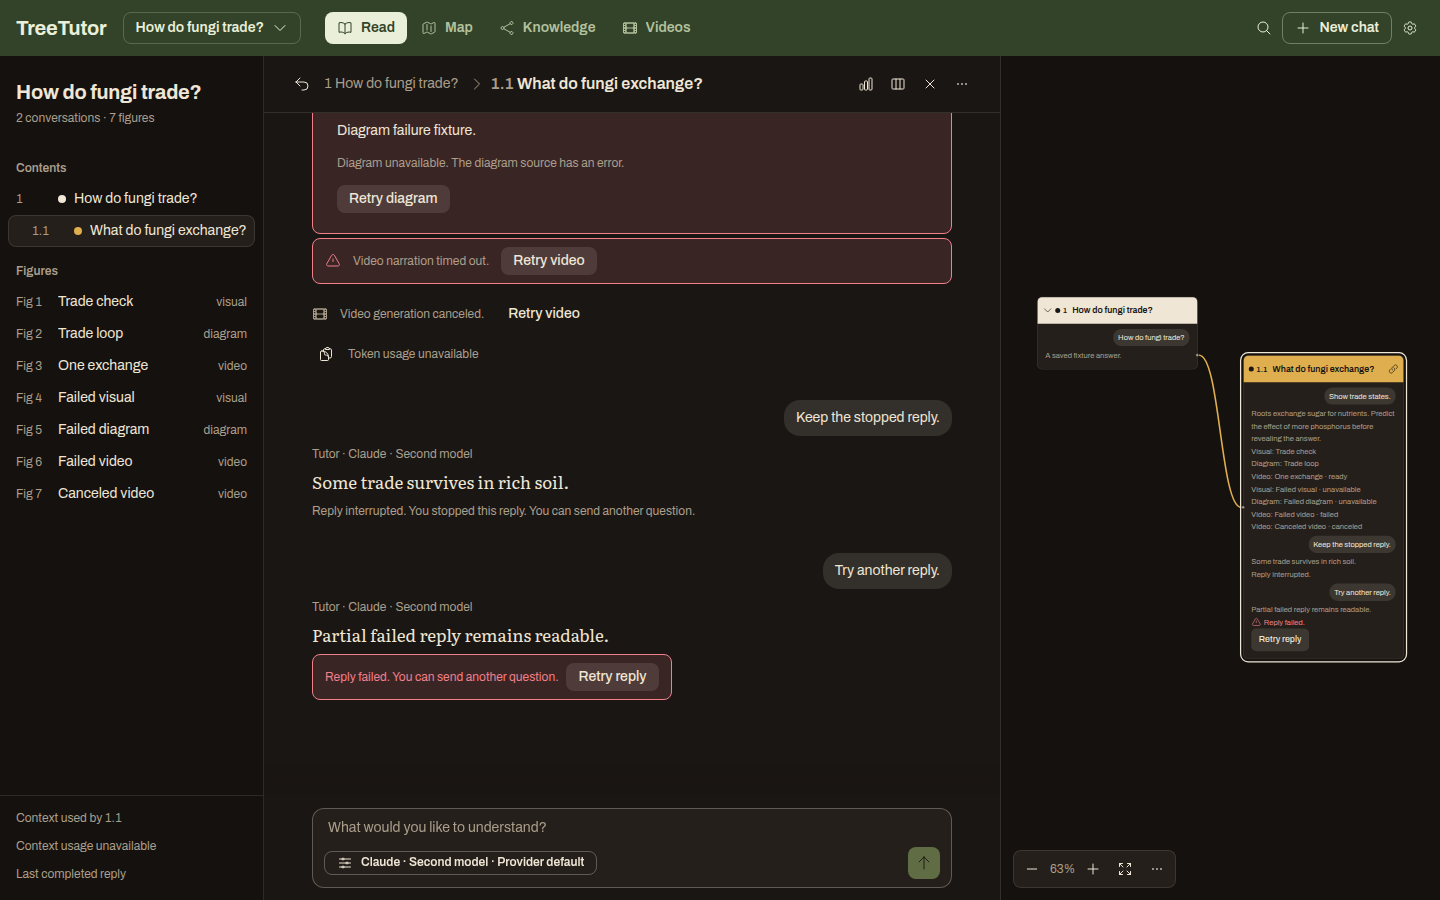 TreeTutor
How do fungi trade?
Read
Map
Knowledge
Videos
New chat
How do fungi trade?
2 conversations · 7 figures
Contents
1 How do fungi trade?
1.1 What do fungi exchange?
Figures
Fig 1 Trade check visual
Fig 2 Trade loop diagram
Fig 3 One exchange video
Fig 4 Failed visual visual
Fig 5 Failed diagram diagram
Fig 6 Failed video video
Fig 7 Canceled video video
Context used by 1.1
Context usage unavailable
Last completed reply
1 How do fungi trade? 1.1 What do fungi exchange?
Diagram failure fixture.
Diagram unavailable. The diagram source has an error.
Retry diagram
Video narration timed out. Retry video
Video generation canceled. Retry video
Token usage unavailable
Keep the stopped reply.
Tutor · Claude · Second model
Some trade survives in rich soil.
Reply interrupted. You stopped this reply. You can send another question.
Try another reply.
Tutor · Claude · Second model
Partial failed reply remains readable.
Reply failed. You can send another question. Retry reply
What would you like to understand?
Claude · Second model · Provider default
1 How do fungi trade?
How do fungi trade?
A saved fixture answer.
1.1 What do fungi exchange?
Show trade states.
Roots exchange sugar for nutrients. Predict
the effect of more phosphorus before
revealing the answer.
Visual: Trade check
Diagram: Trade loop
Video: One exchange · ready
Visual: Failed visual · unavailable
Diagram: Failed diagram · unavailable
Video: Failed video · failed
Video: Canceled video · canceled
Keep the stopped reply.
Some trade survives in rich soil.
Reply interrupted.
Try another reply.
Partial failed reply remains readable.
Reply failed.
Retry reply
63%